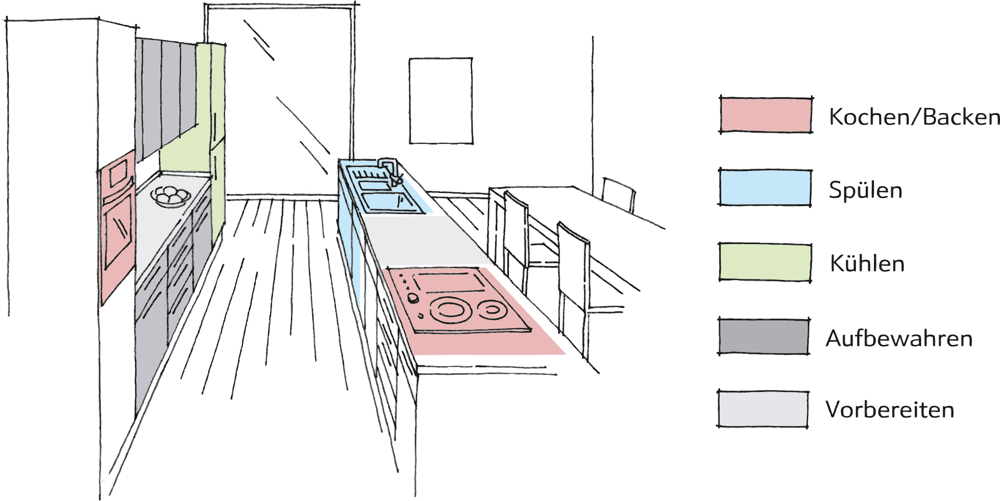 Kochen/Backen
Spülen
Kühlen
Aufbewahren
Vorbereiten